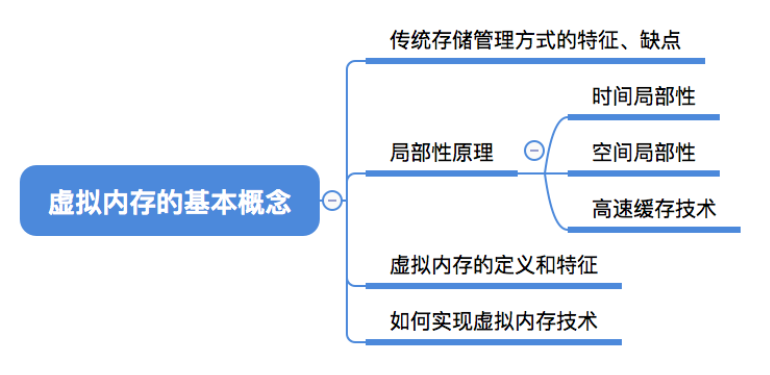 传统存储管理方式的特征、缺点
时间局部性
局部性原理
空间局部性
高速缓存技术
虚拟内存的基本概念
虚拟内存的定义和特征
如何实现虚拟内存技术